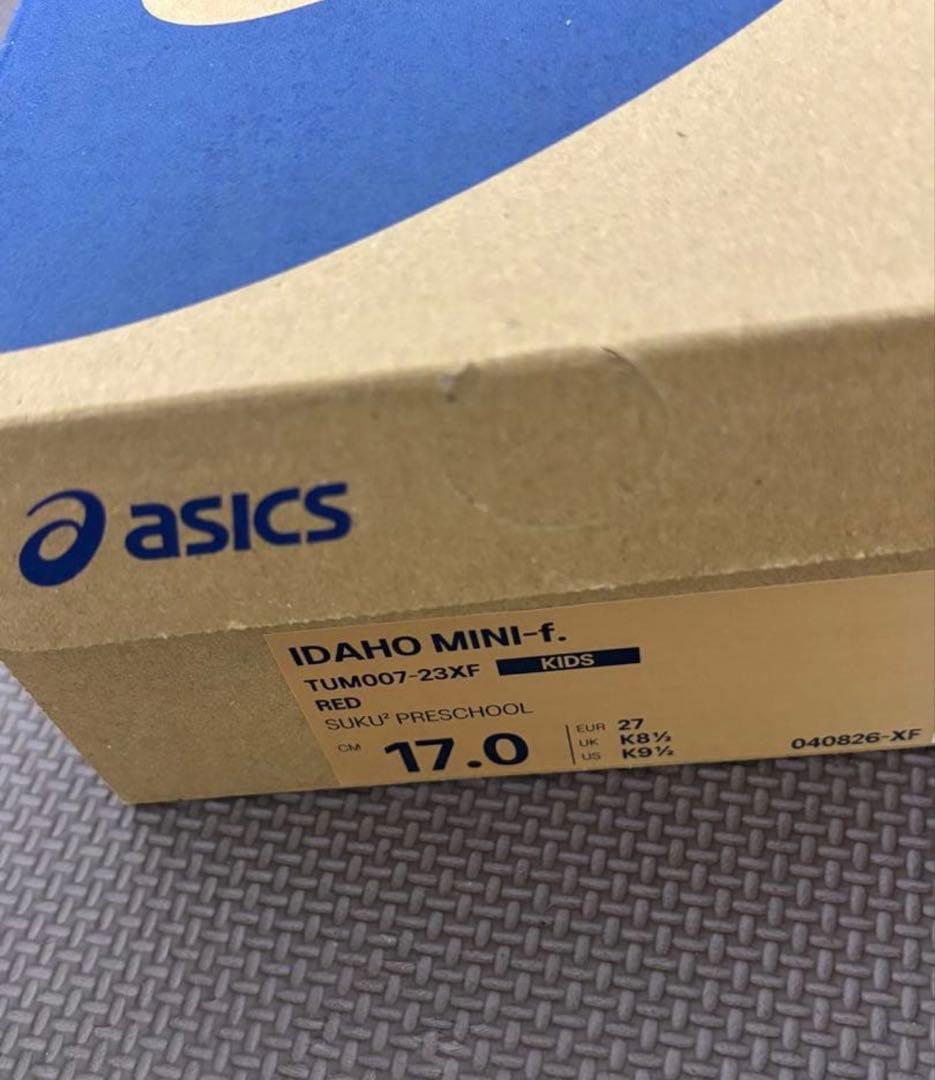 asics
IDAHO MINI-f.
TUM007-23XF KIDS
RED
SUKU² PRESCHOOL
CM 17.0
EUR 27
UK K8½
US K9½
040826-XF